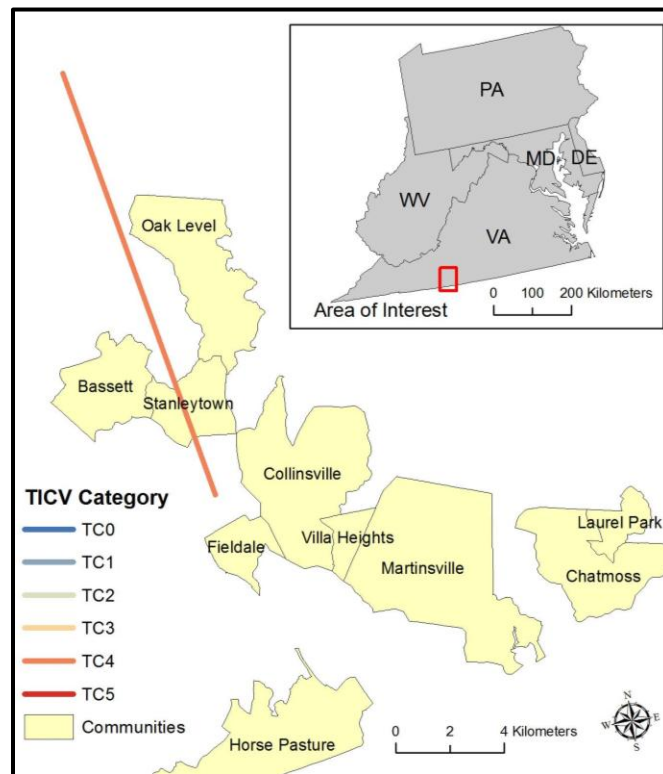 PA
MD
DE
WV
VA
Area of Interest
0 100 200 Kilometers
Oak Level
Bassett
Stanleytown
Collinsville
TICV Category
TC0
TC1
TC2
TC3
TC4
TC5
Communities
Fieldale
Villa Heights
Martinsville
Laurel Park
Chatmoss
Horse Pasture
0 2 4 Kilometers
N
W
E
S